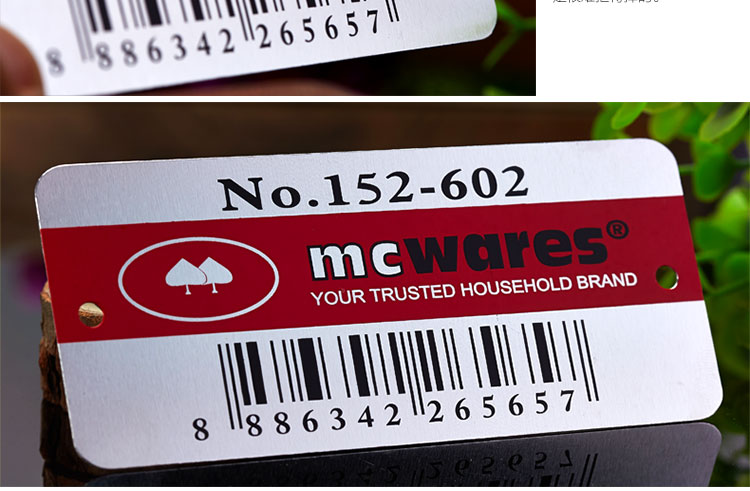 8 886342 265657
No.152-602
mcwares®
YOUR TRUSTED HOUSEHOLD BRAND
8 886342 265657